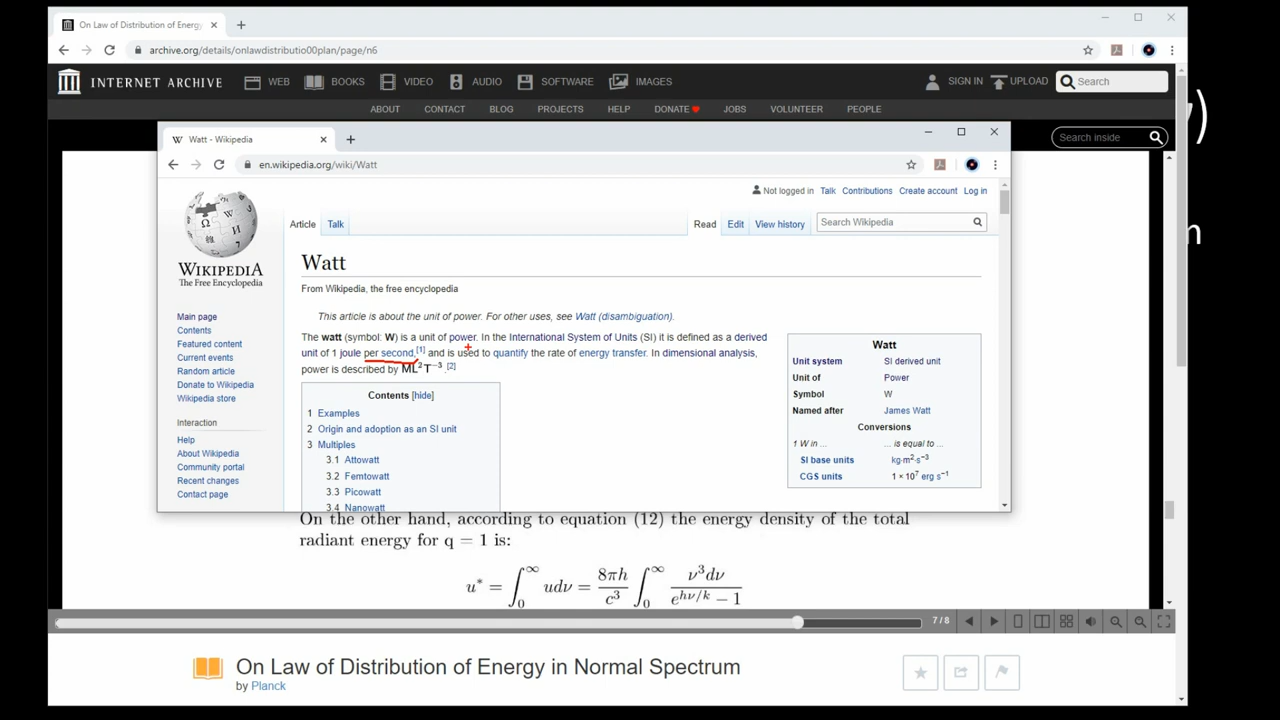 On Law of Distribution of Energy
archive.org/details/onlawdistributio00plan/page/n6
INTERNET ARCHIVE WEB BOOKS VIDEO AUDIO SOFTWARE IMAGES SIGN IN UPLOAD Search
ABOUT CONTACT BLOG PROJECTS HELP DONATE JOBS VOLUNTEER PEOPLE
)
Search inside
Watt - Wikipedia
en.wikipedia.org/wiki/Watt
Not logged in Talk Contributions Create account Log in
Article Talk Read Edit View history Search Wikipedia
WIKIPEDIA
The Free Encyclopedia
Main page
Contents
Featured content
Current events
Random article
Donate to Wikipedia
Wikipedia store
Interaction
Help
About Wikipedia
Community portal
Recent changes
Contact page
Watt
From Wikipedia, the free encyclopedia
This article is about the unit of power. For other uses, see Watt (disambiguation).
The watt (symbol: W) is a unit of power. In the International System of Units (SI) it is defined as a derived
unit of 1 joule per second,[1] and is used to quantify the rate of energy transfer. In dimensional analysis,
power is described by ML²T⁻³.[2]
Contents [hide]
1 Examples
2 Origin and adoption as an SI unit
3 Multiples
3.1 Attowatt
3.2 Femtowatt
3.3 Picowatt
3.4 Nanowatt
Watt
Unit system SI derived unit
Unit of Power
Symbol W
Named after James Watt
Conversions
1 W in ... ... is equal to ...
SI base units kg⋅m²⋅s⁻³
CGS units 1 × 10⁷ erg s⁻¹
n
On the other hand, according to equation (12) the energy density of the total
radiant energy for q = 1 is:
u* = ∫₀^∞ udν = 8πh/c³ ∫₀^∞ ν³dν/(e^{hν/k} − 1)
7/8
On Law of Distribution of Energy in Normal Spectrum
by Planck